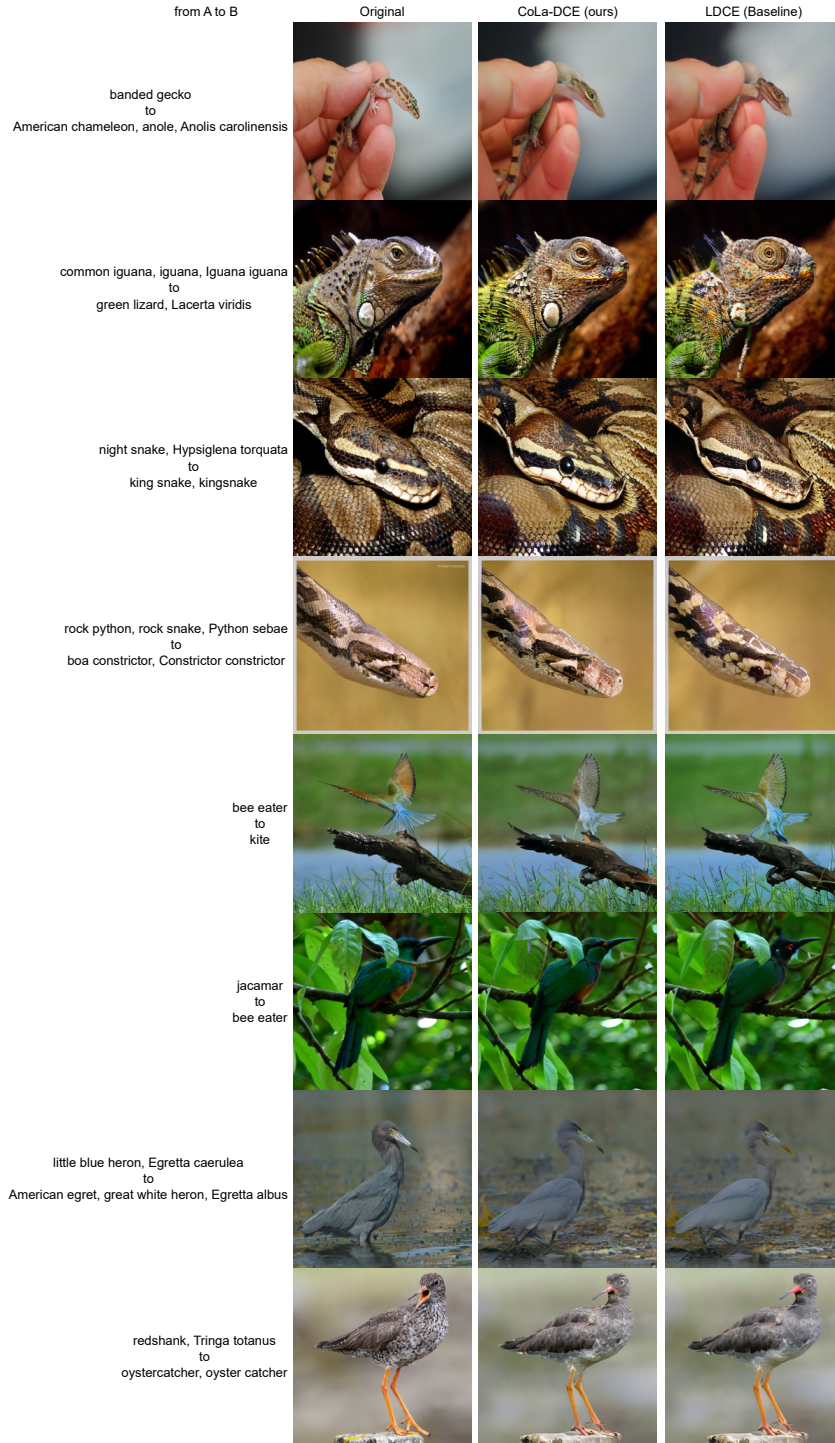 from A to B
Original
CoLa-DCE (ours)
LDCE (Baseline)
banded gecko
to
American chameleon, anole, Anolis carolinensis
common iguana, iguana, Iguana iguana
to
green lizard, Lacerta viridis
night snake, Hypsiglena torquata
to
king snake, kingsnake
rock python, rock snake, Python sebae
to
boa constrictor, Constrictor constrictor
bee eater
to
kite
jacamar
to
bee eater
little blue heron, Egretta caerulea
to
American egret, great white heron, Egretta albus
redshank, Tringa totanus
to
oystercatcher, oyster catcher